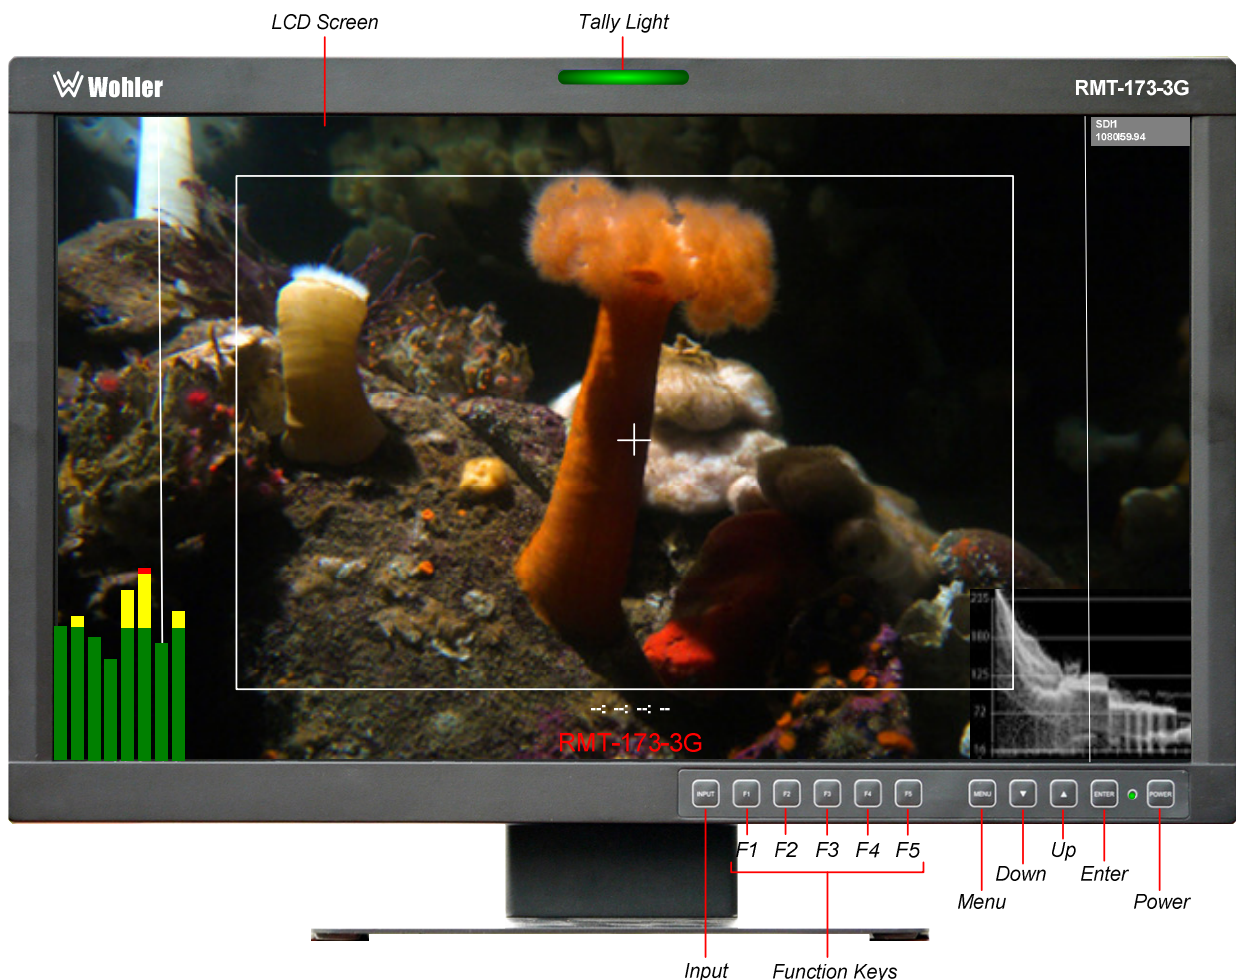 LCD Screen
Tally Light
Wohler
RMT-173-3G
SDI1
1080I59.94
235
180
125
72
16
--: --: --: --
RMT-173-3G
INPUT
F1
F2
F3
F4
F5
MENU
▼
▲
ENTER
POWER
F1
F2
F3
F4
F5
Up
Down
Enter
Menu
Power
Input
Function Keys